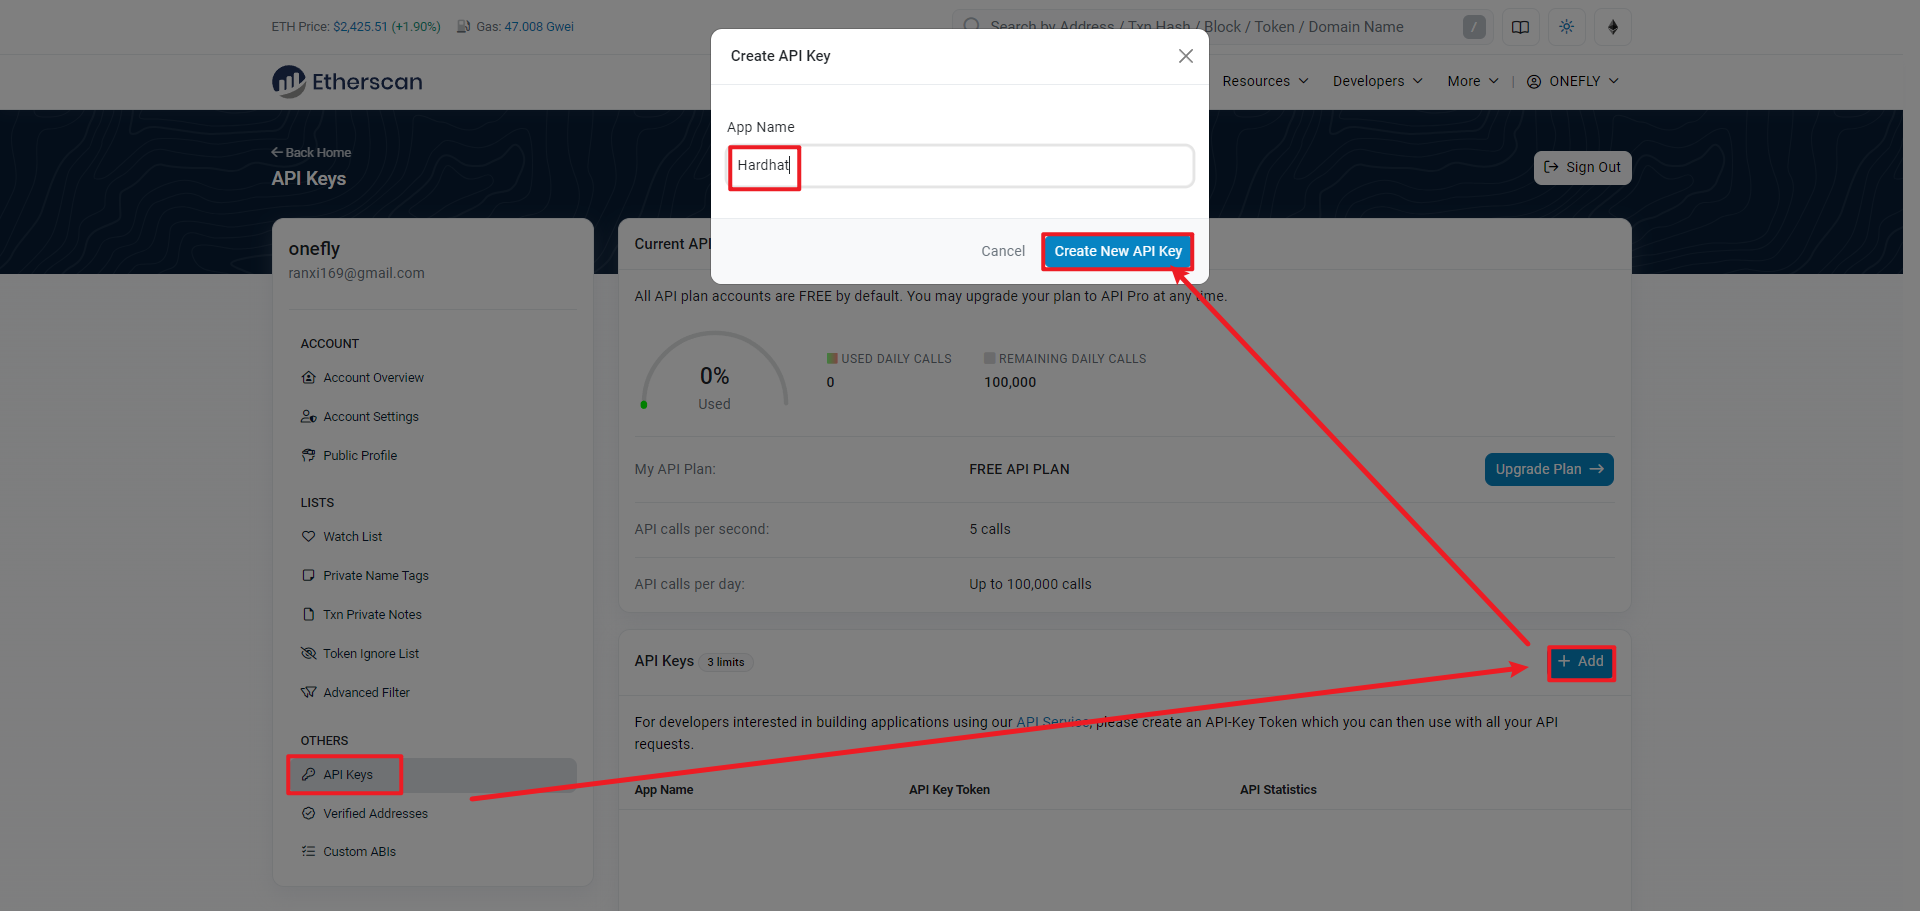 ETH Price: $2,425.51 (+1.90%) Gas: 47.008 Gwei
Search by Address / Txn Hash / Block / Token / Domain Name /
Etherscan
Resources Developers More | ONEFLY
Create API Key
App Name
Hardhat
Cancel Create New API Key
Back Home
API Keys
Sign Out
onefly
ranxi169@gmail.com
ACCOUNT
Account Overview
Account Settings
Public Profile
LISTS
Watch List
Private Name Tags
Txn Private Notes
Token Ignore List
Advanced Filter
OTHERS
API Keys
Verified Addresses
Custom ABIs
Current API
All API plan accounts are FREE by default. You may upgrade your plan to API Pro at any time.
0%
Used
USED DAILY CALLS
0
REMAINING DAILY CALLS
100,000
My API Plan: FREE API PLAN Upgrade Plan
API calls per second: 5 calls
API calls per day: Up to 100,000 calls
API Keys 3 limits + Add
For developers interested in building applications using our API Service, please create an API-Key Token which you can then use with all your API
requests.
App Name API Key Token API Statistics